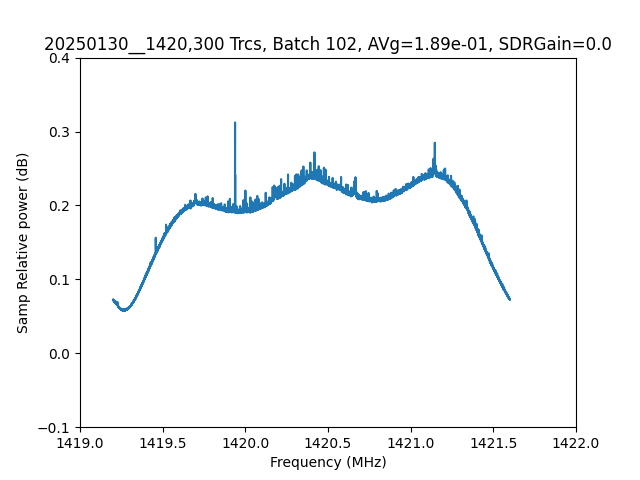 20250130__1420,300 Trcs, Batch 102, AVg=1.89e-01, SDRGain=0.0
0.4
0.3
0.2
0.1
0.0
−0.1
Samp Relative power (dB)
1419.0 1419.5 1420.0 1420.5 1421.0 1421.5 1422.0
Frequency (MHz)